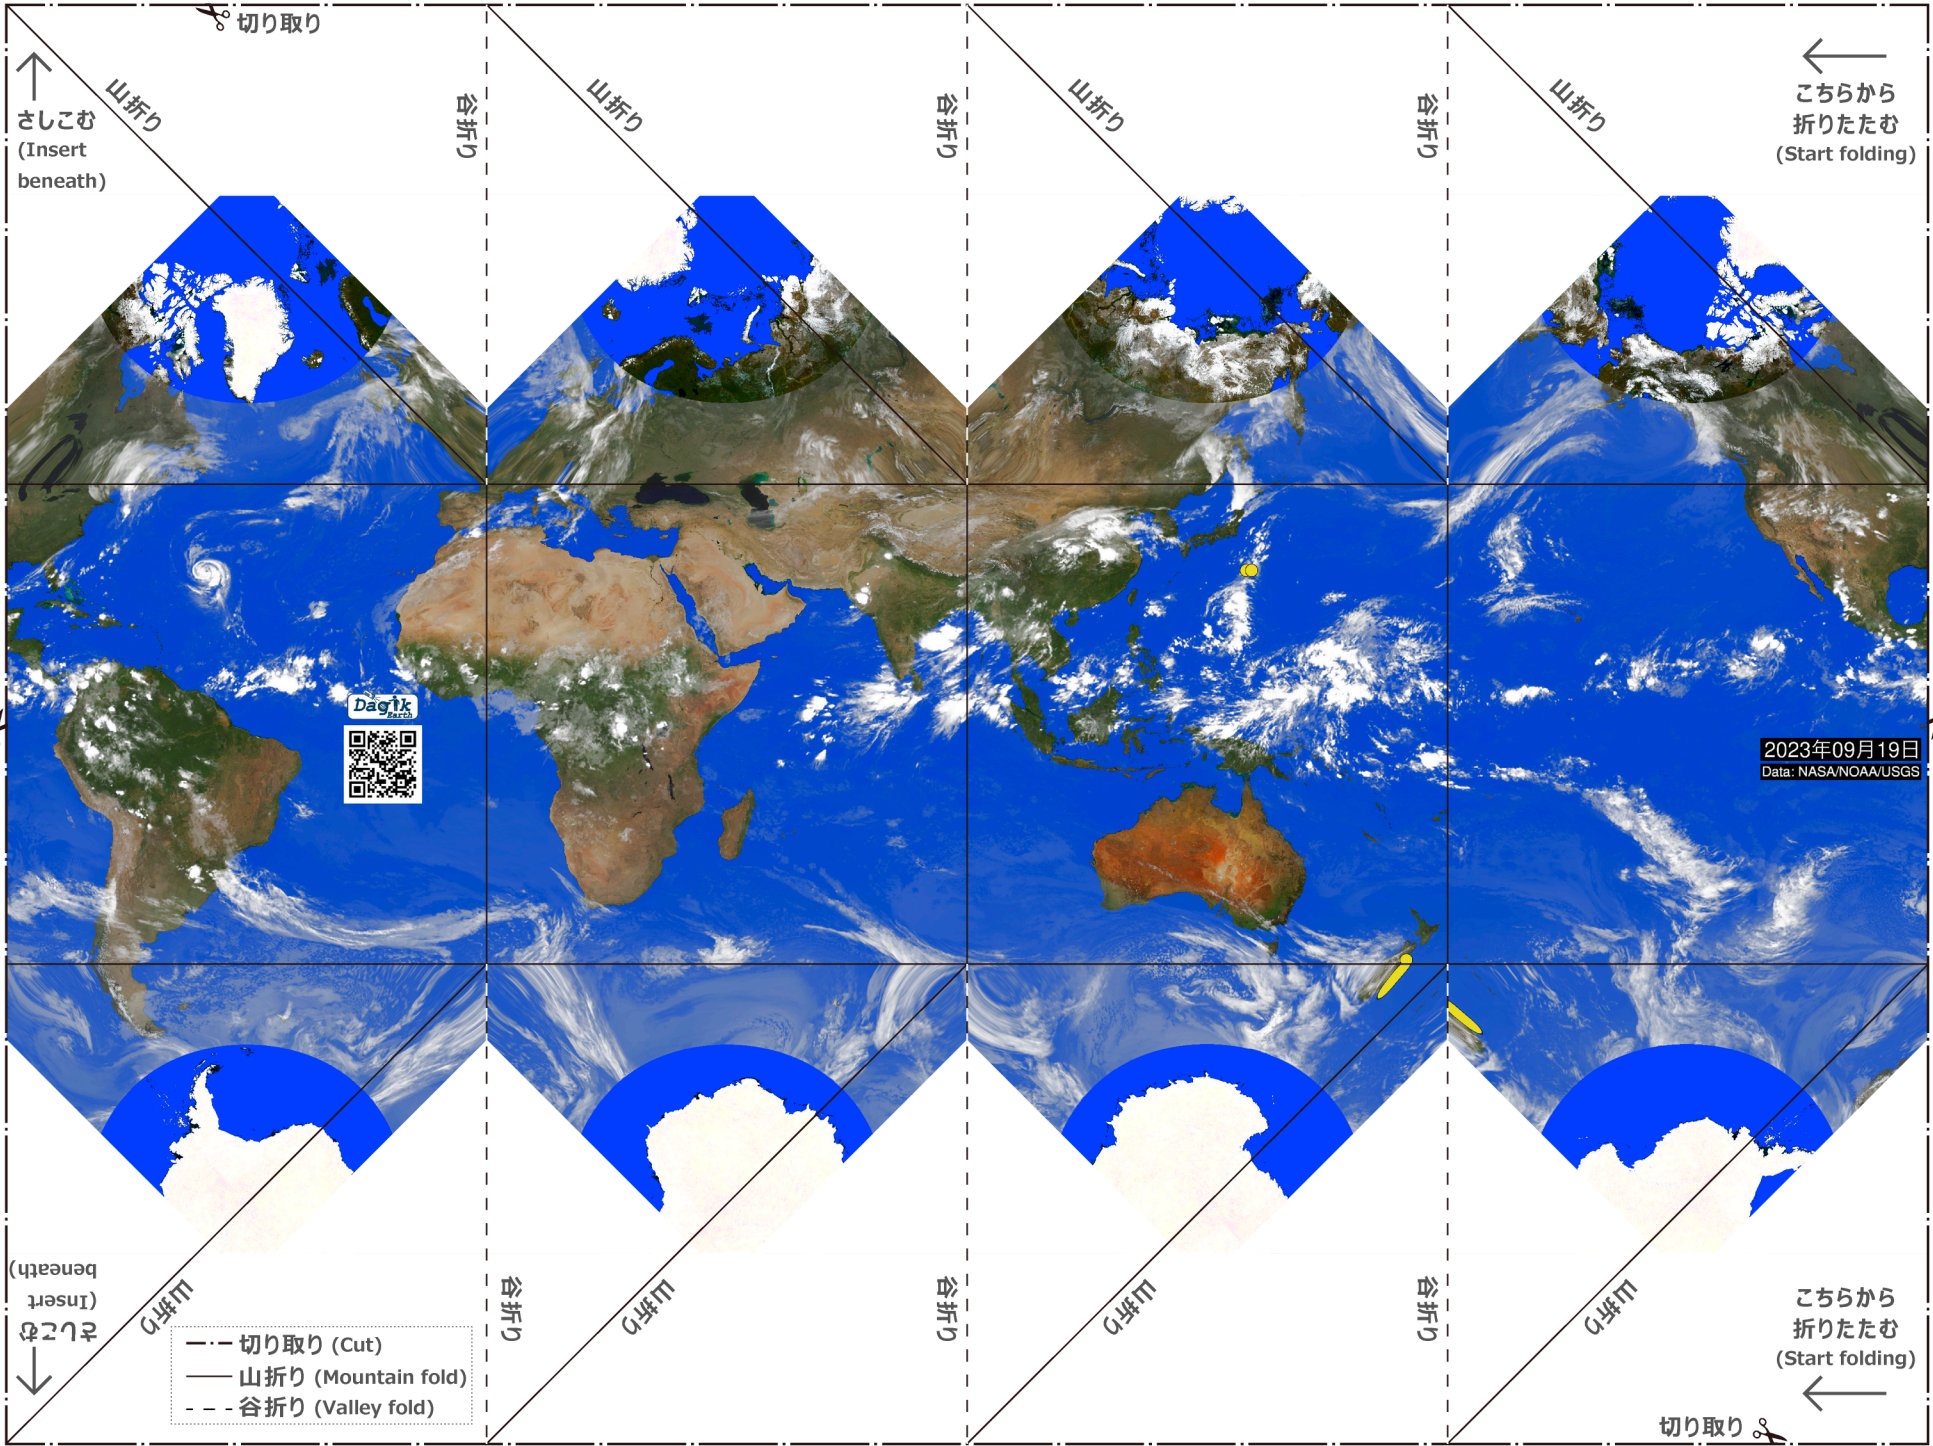 切り取り
山折り
谷折り
山折り
谷折り
山折り
谷折り
山折り
さしこむ
(Insert
beneath)
こちらから
折りたたむ
(Start folding)
Dagik
Earth
2023年09月19日
Data: NASA/NOAA/USGS
さしこむ
(Insert
beneath)
山折り
谷折り
山折り
谷折り
山折り
谷折り
山折り
こちらから
折りたたむ
(Start folding)
切り取り (Cut)
山折り (Mountain fold)
谷折り (Valley fold)
切り取り